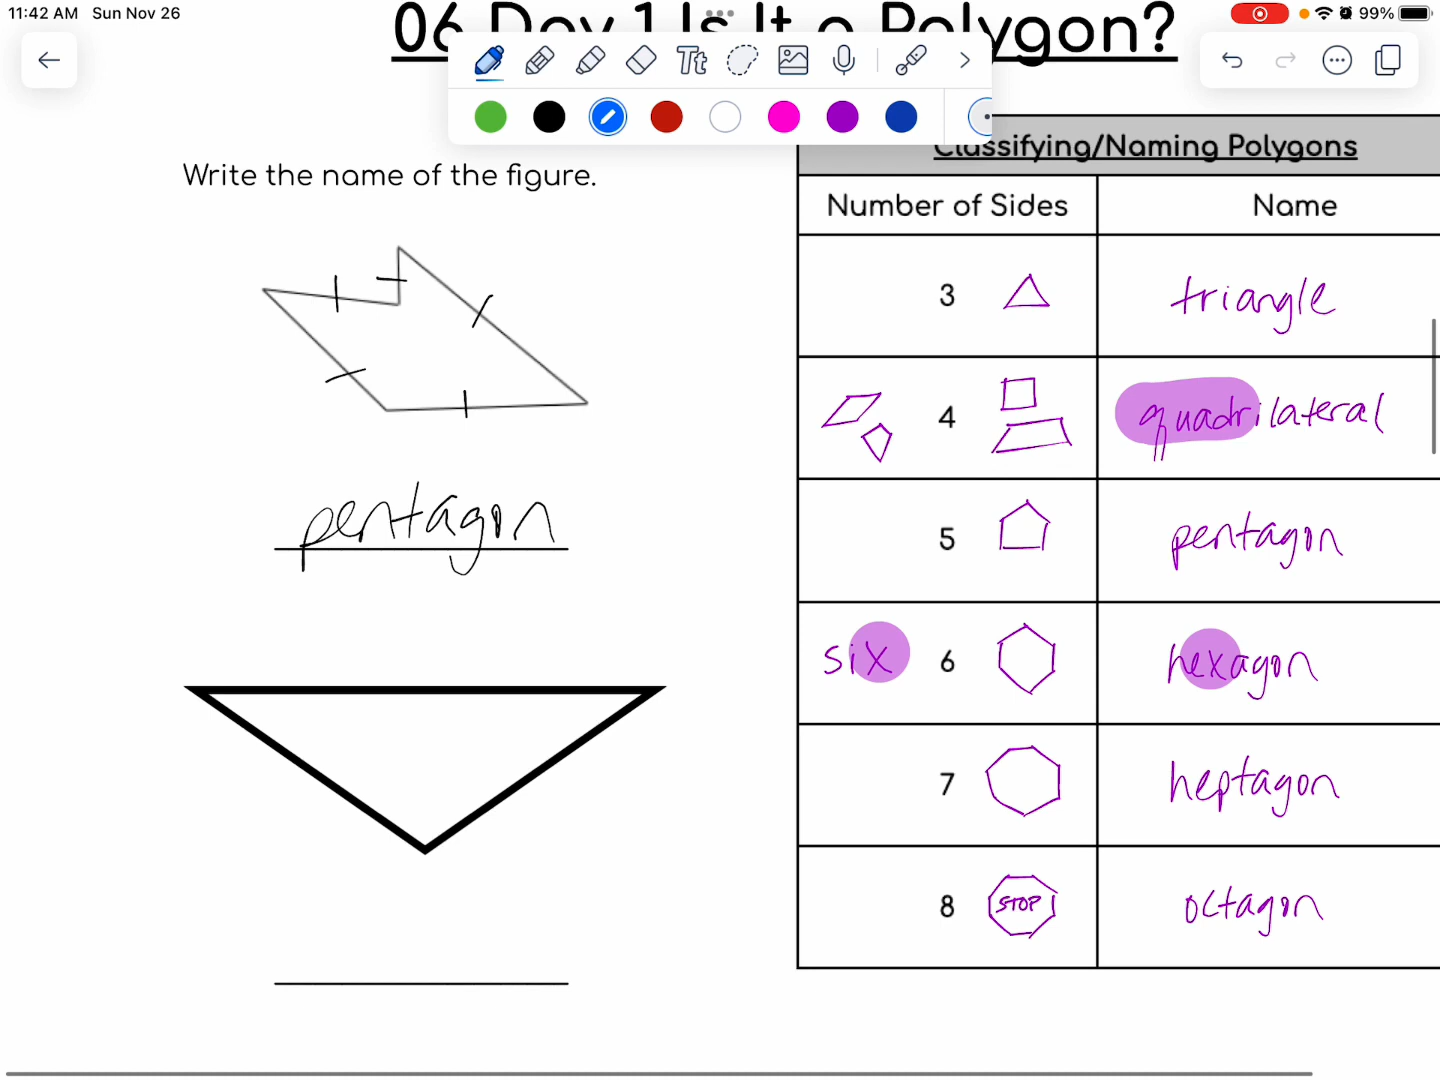 11:42 AM Sun Nov 26
99%
06 Day 1 Is It a Polygon?
Tt
Write the name of the figure.
pentagon
Classifying/Naming Polygons
Number of Sides Name
3 triangle
4 quadrilateral
5 pentagon
six 6 hexagon
7 heptagon
8 STOP octagon